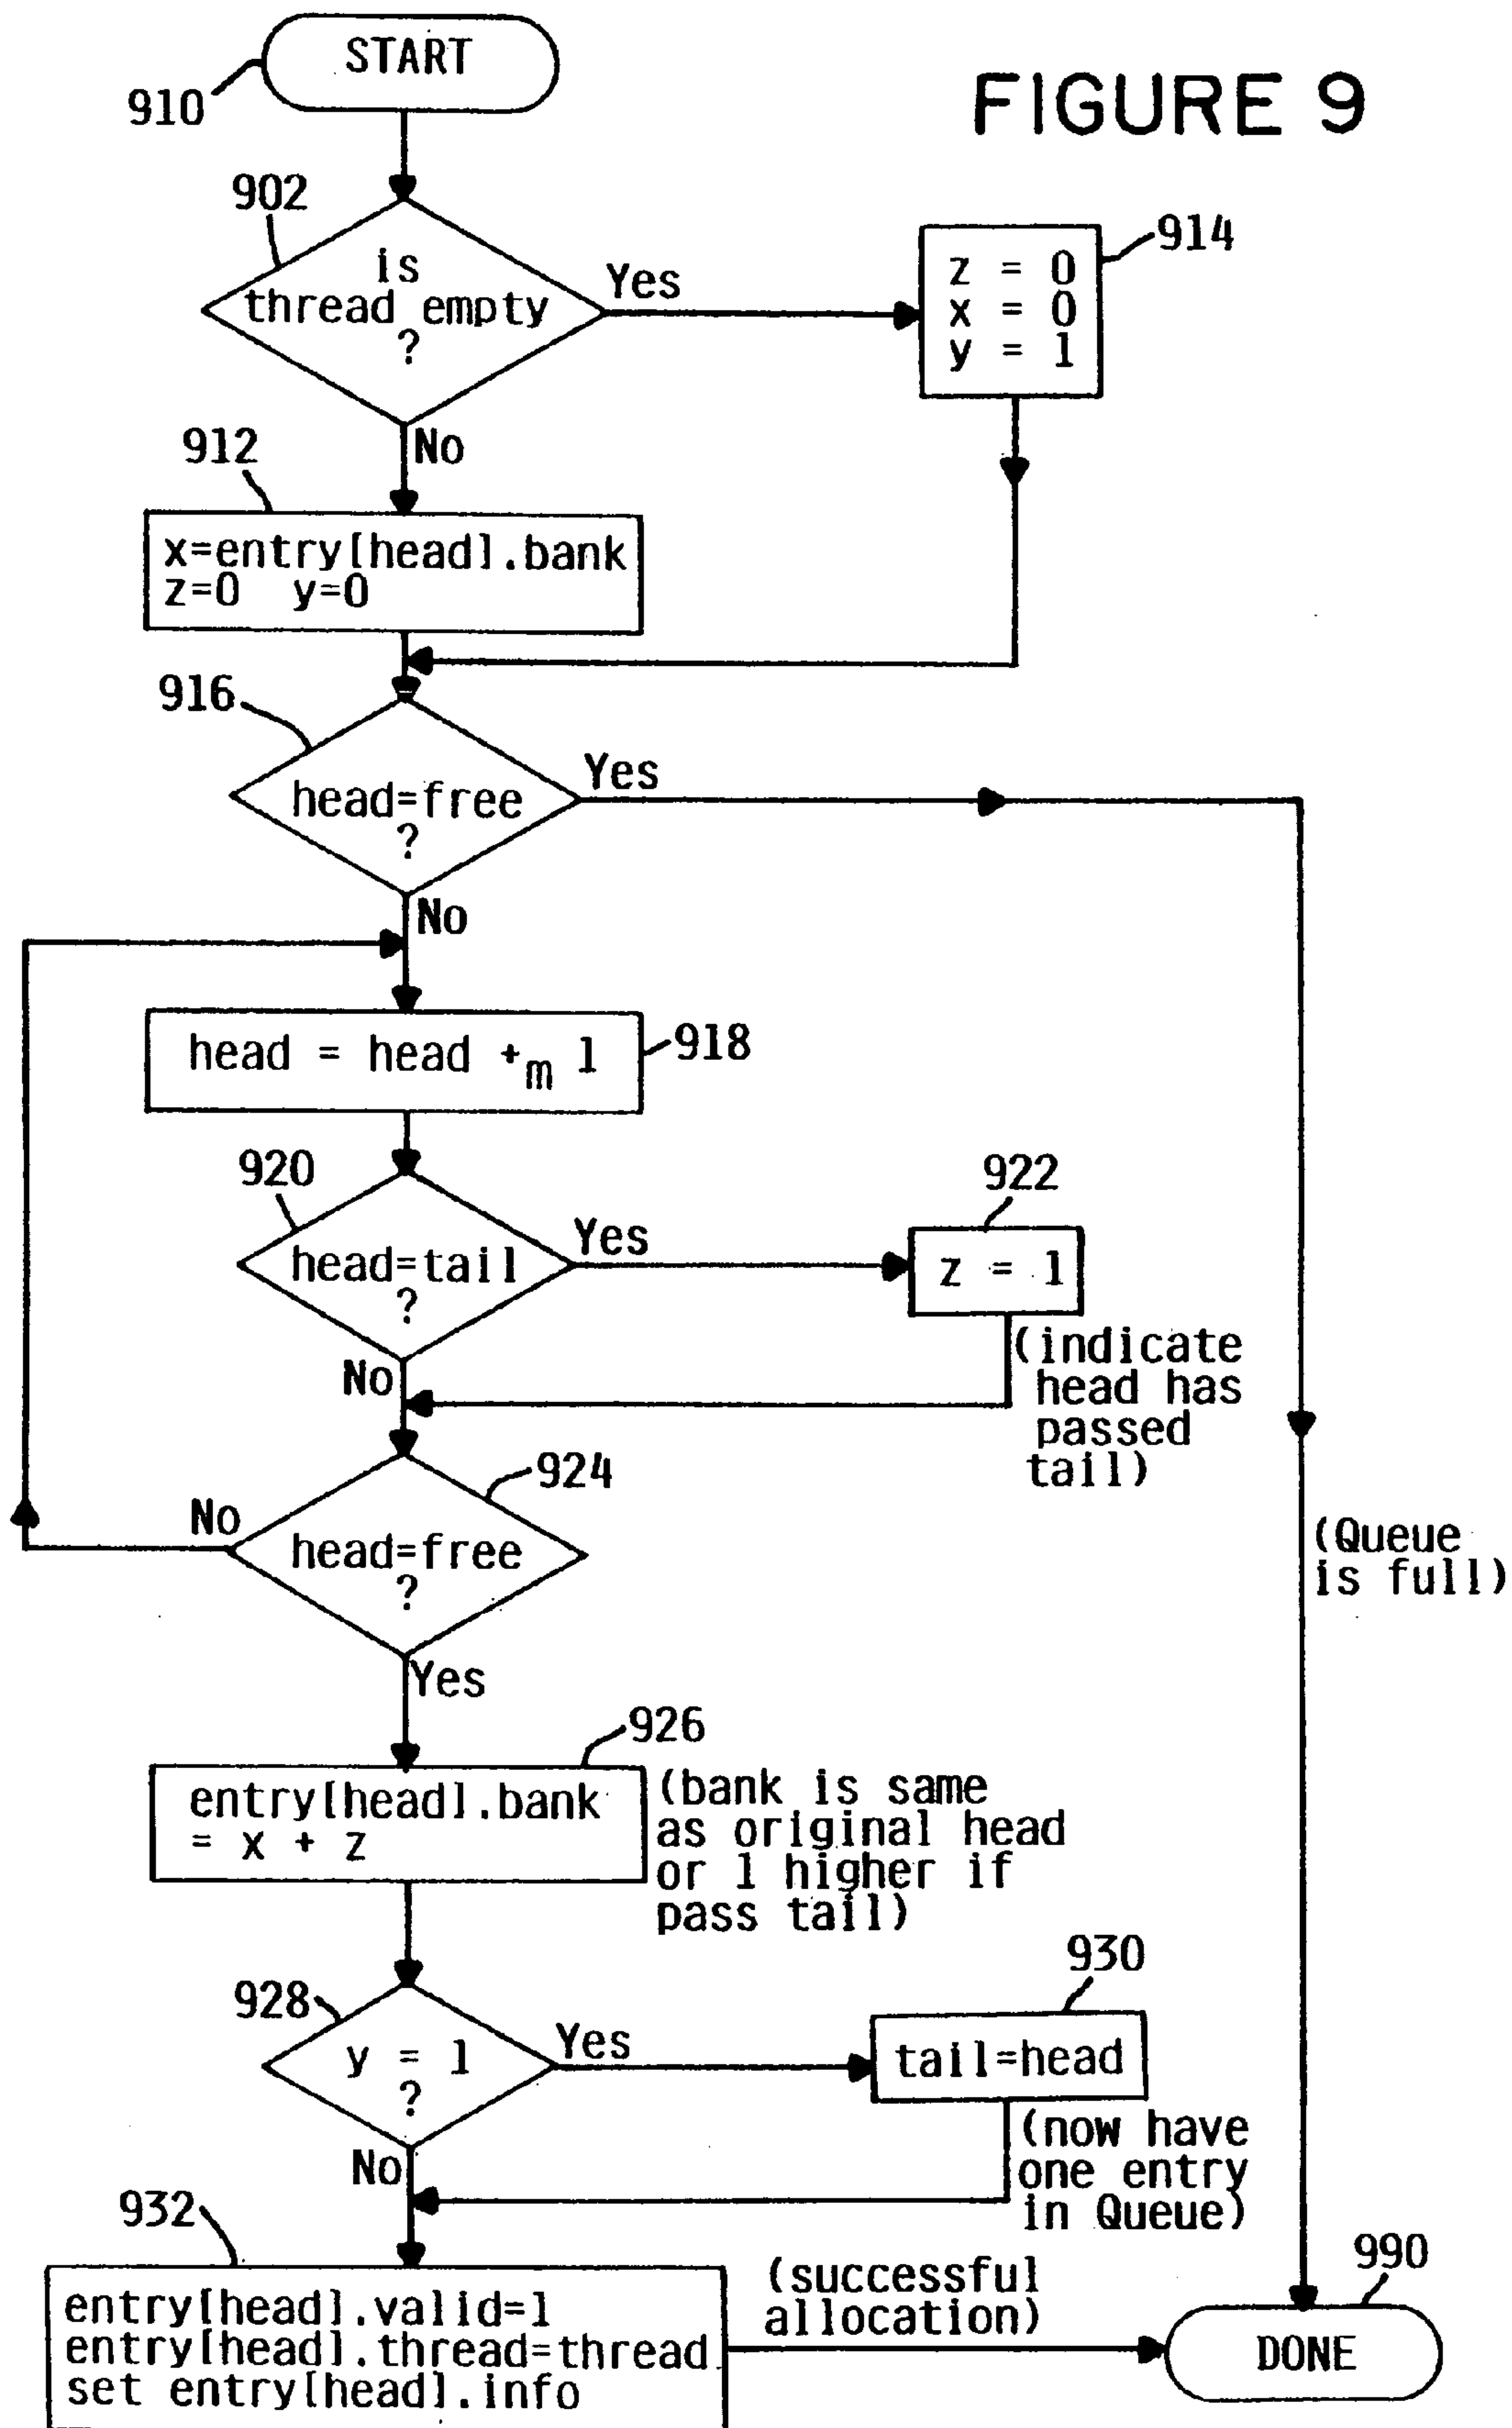 START
FIGURE 9
910
902
is
thread empty
?
Yes
914
z = 0
x = 0
y = 1
No
912
x=entry[head].bank
z=0 y=0
916
head=free
?
Yes
No
head = head +m 1
918
920
head=tail
?
Yes
922
z = 1
(indicate
head has
passed
tail)
No
924
head=free
?
No
(Queue
is full)
Yes
926
entry[head].bank
= x + z
(bank is same
as original head
or 1 higher if
pass tail)
928
y = 1
?
Yes
930
tail=head
(now have
one entry
in Queue)
No
932
entry[head].valid=1
entry[head].thread=thread
set entry[head].info
(successful
allocation)
990
DONE